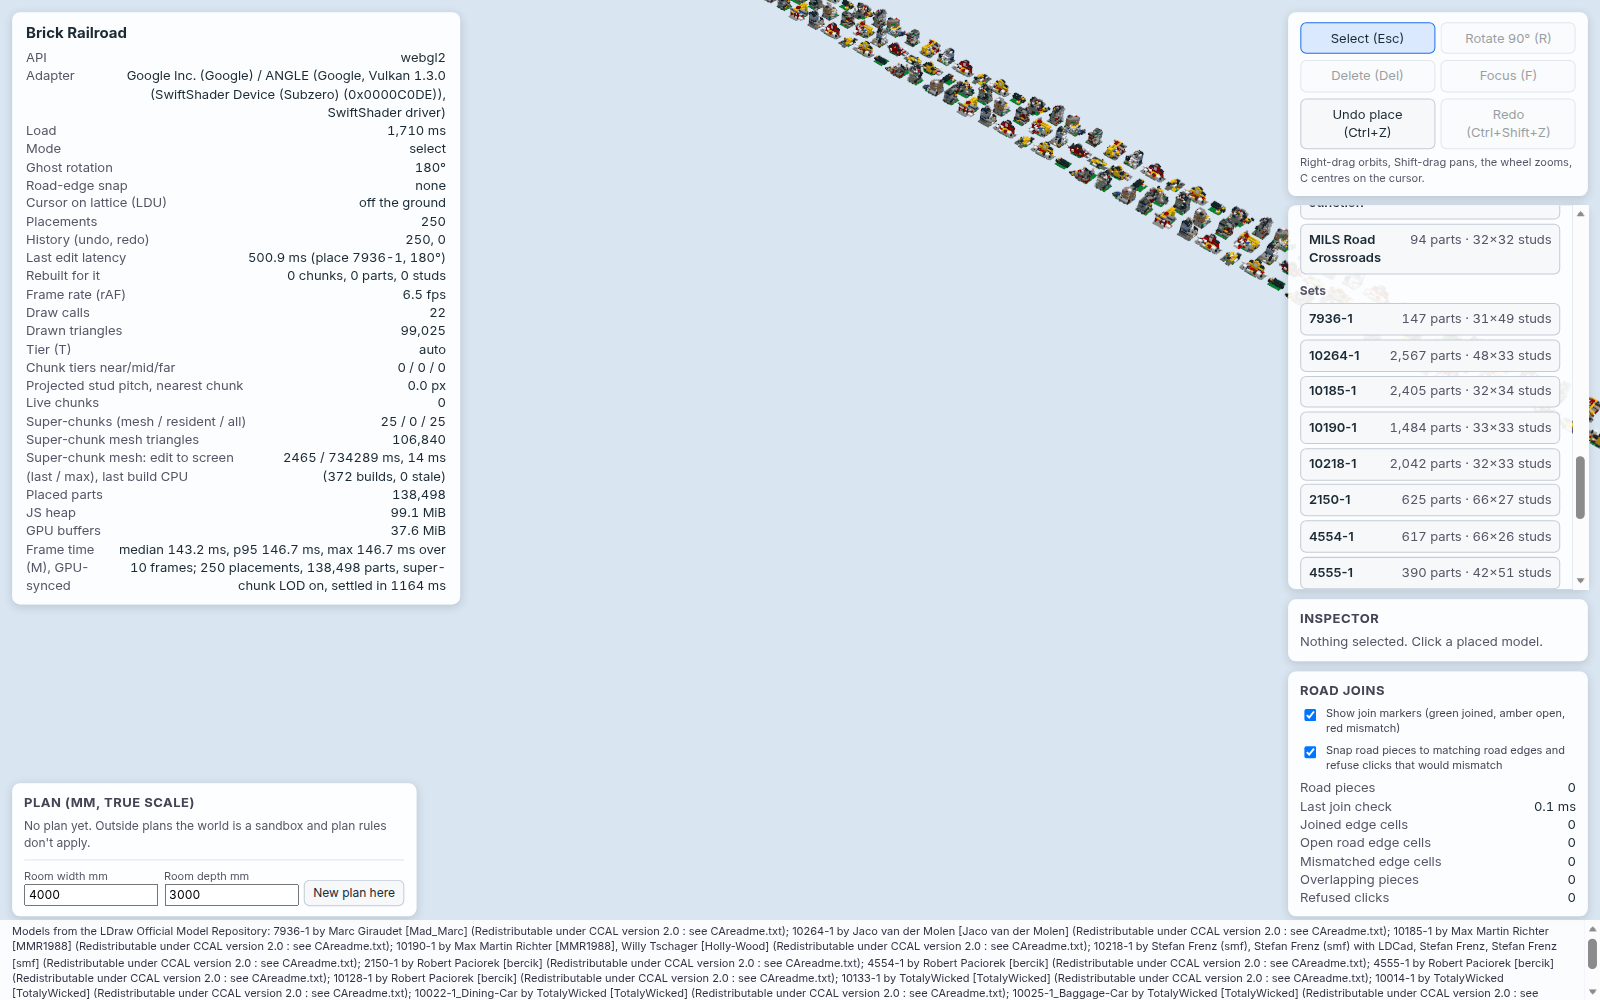 Brick Railroad
API webgl2
Adapter Google Inc. (Google) / ANGLE (Google, Vulkan 1.3.0
(SwiftShader Device (Subzero) (0x0000C0DE)),
SwiftShader driver)
Load 1,710 ms
Mode select
Ghost rotation 180°
Road-edge snap none
Cursor on lattice (LDU) off the ground
Placements 250
History (undo, redo) 250, 0
Last edit latency 500.9 ms (place 7936-1, 180°)
Rebuilt for it 0 chunks, 0 parts, 0 studs
Frame rate (rAF) 6.5 fps
Draw calls 22
Drawn triangles 99,025
Tier (T) auto
Chunk tiers near/mid/far 0 / 0 / 0
Projected stud pitch, nearest chunk 0.0 px
Live chunks 0
Super-chunks (mesh / resident / all) 25 / 0 / 25
Super-chunk mesh triangles 106,840
Super-chunk mesh: edit to screen 2465 / 734289 ms, 14 ms
(last / max), last build CPU (372 builds, 0 stale)
Placed parts 138,498
JS heap 99.1 MiB
GPU buffers 37.6 MiB
Frame time median 143.2 ms, p95 146.7 ms, max 146.7 ms over
(M), GPU- 10 frames; 250 placements, 138,498 parts, super-
synced chunk LOD on, settled in 1164 ms
Select (Esc) Rotate 90° (R)
Delete (Del) Focus (F)
Undo place Redo
(Ctrl+Z) (Ctrl+Shift+Z)
Right-drag orbits, Shift-drag pans, the wheel zooms,
C centres on the cursor.
Junction
MILS Road 94 parts · 32×32 studs
Crossroads
Sets
7936-1 147 parts · 31×49 studs
10264-1 2,567 parts · 48×33 studs
10185-1 2,405 parts · 32×34 studs
10190-1 1,484 parts · 33×33 studs
10218-1 2,042 parts · 32×33 studs
2150-1 625 parts · 66×27 studs
4554-1 617 parts · 66×26 studs
4555-1 390 parts · 42×51 studs
INSPECTOR
Nothing selected. Click a placed model.
ROAD JOINS
Show join markers (green joined, amber open,
red mismatch)
Snap road pieces to matching road edges and
refuse clicks that would mismatch
Road pieces 0
Last join check 0.1 ms
Joined edge cells 0
Open road edge cells 0
Mismatched edge cells 0
Overlapping pieces 0
Refused clicks 0
PLAN (MM, TRUE SCALE)
No plan yet. Outside plans the world is a sandbox and plan rules
don't apply.
Room width mm Room depth mm
4000 3000 New plan here
Models from the LDraw Official Model Repository: 7936-1 by Marc Giraudet [Mad_Marc] (Redistributable under CCAL version 2.0 : see CAreadme.txt); 10264-1 by Jaco van der Molen [Jaco van der Molen] (Redistributable under CCAL version 2.0 : see CAreadme.txt); 10185-1 by Max Martin Richter
[MMR1988] (Redistributable under CCAL version 2.0 : see CAreadme.txt); 10190-1 by Max Martin Richter [MMR1988], Willy Tschager [Holly-Wood] (Redistributable under CCAL version 2.0 : see CAreadme.txt); 10218-1 by Stefan Frenz (smf), Stefan Frenz (smf) with LDCad, Stefan Frenz, Stefan Frenz
[smf] (Redistributable under CCAL version 2.0 : see CAreadme.txt); 2150-1 by Robert Paciorek [bercik] (Redistributable under CCAL version 2.0 : see CAreadme.txt); 4554-1 by Robert Paciorek [bercik] (Redistributable under CCAL version 2.0 : see CAreadme.txt); 4555-1 by Robert Paciorek [bercik]
(Redistributable under CCAL version 2.0 : see CAreadme.txt); 10128-1 by Robert Paciorek [bercik] (Redistributable under CCAL version 2.0 : see CAreadme.txt); 10133-1 by TotalyWicked [TotalyWicked] (Redistributable under CCAL version 2.0 : see CAreadme.txt); 10014-1 by TotalyWicked
[TotalyWicked] (Redistributable under CCAL version 2.0 : see CAreadme.txt); 10022-1_Dining-Car by TotalyWicked [TotalyWicked] (Redistributable under CCAL version 2.0 : see CAreadme.txt); 10025-1_Baggage-Car by TotalyWicked [TotalyWicked] (Redistributable under CCAL version 2.0 : see